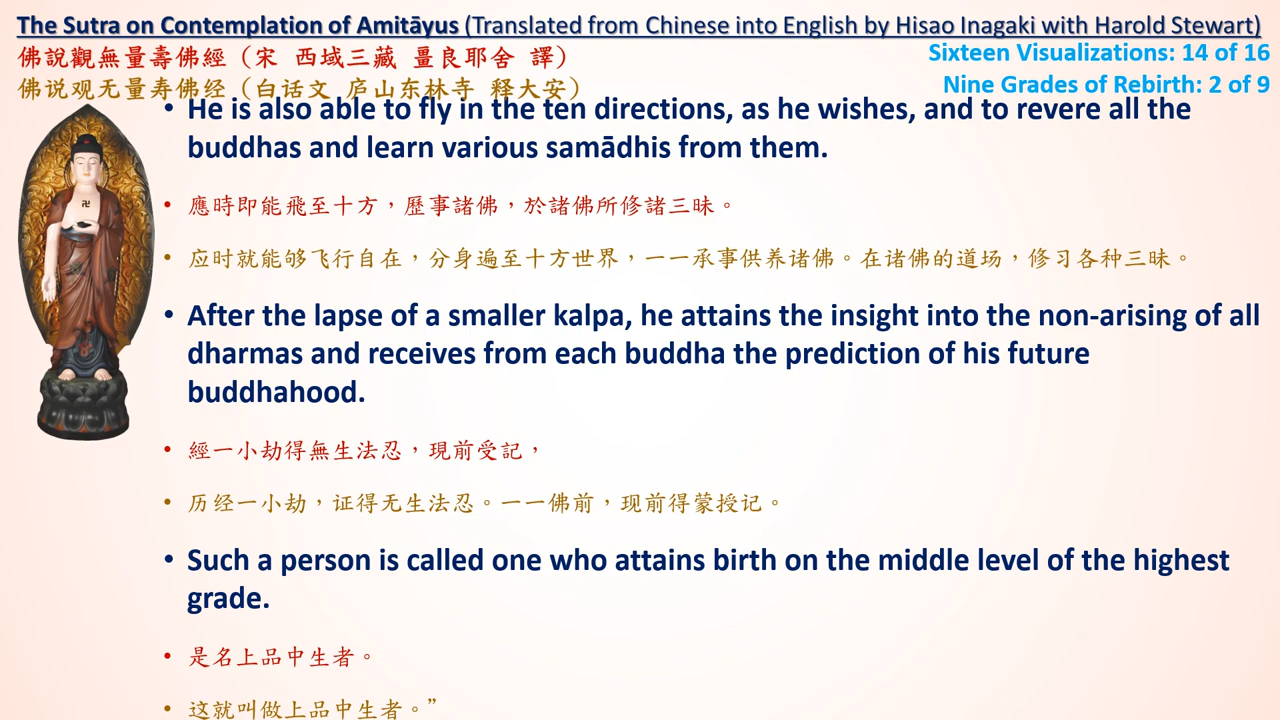 The Sutra on Contemplation of Amitāyus (Translated from Chinese into English by Hisao Inagaki with Harold Stewart)
佛說觀無量壽佛經（宋 西域三藏 畺良耶舍 譯）
Sixteen Visualizations: 14 of 16
佛说观无量寿佛经（白话文 庐山东林寺 释大安）
Nine Grades of Rebirth: 2 of 9
• He is also able to fly in the ten directions, as he wishes, and to revere all the
buddhas and learn various samādhis from them.
• 應時即能飛至十方，歷事諸佛，於諸佛所修諸三昧。
• 应时就能够飞行自在，分身遍至十方世界，一一承事供养诸佛。在诸佛的道场，修习各种三昧。
• After the lapse of a smaller kalpa, he attains the insight into the non-arising of all
dharmas and receives from each buddha the prediction of his future
buddhahood.
• 經一小劫得無生法忍，現前受記，
• 历经一小劫，证得无生法忍。一一佛前，现前得蒙授记。
• Such a person is called one who attains birth on the middle level of the highest
grade.
• 是名上品中生者。
• 这就叫做上品中生者。”
卍